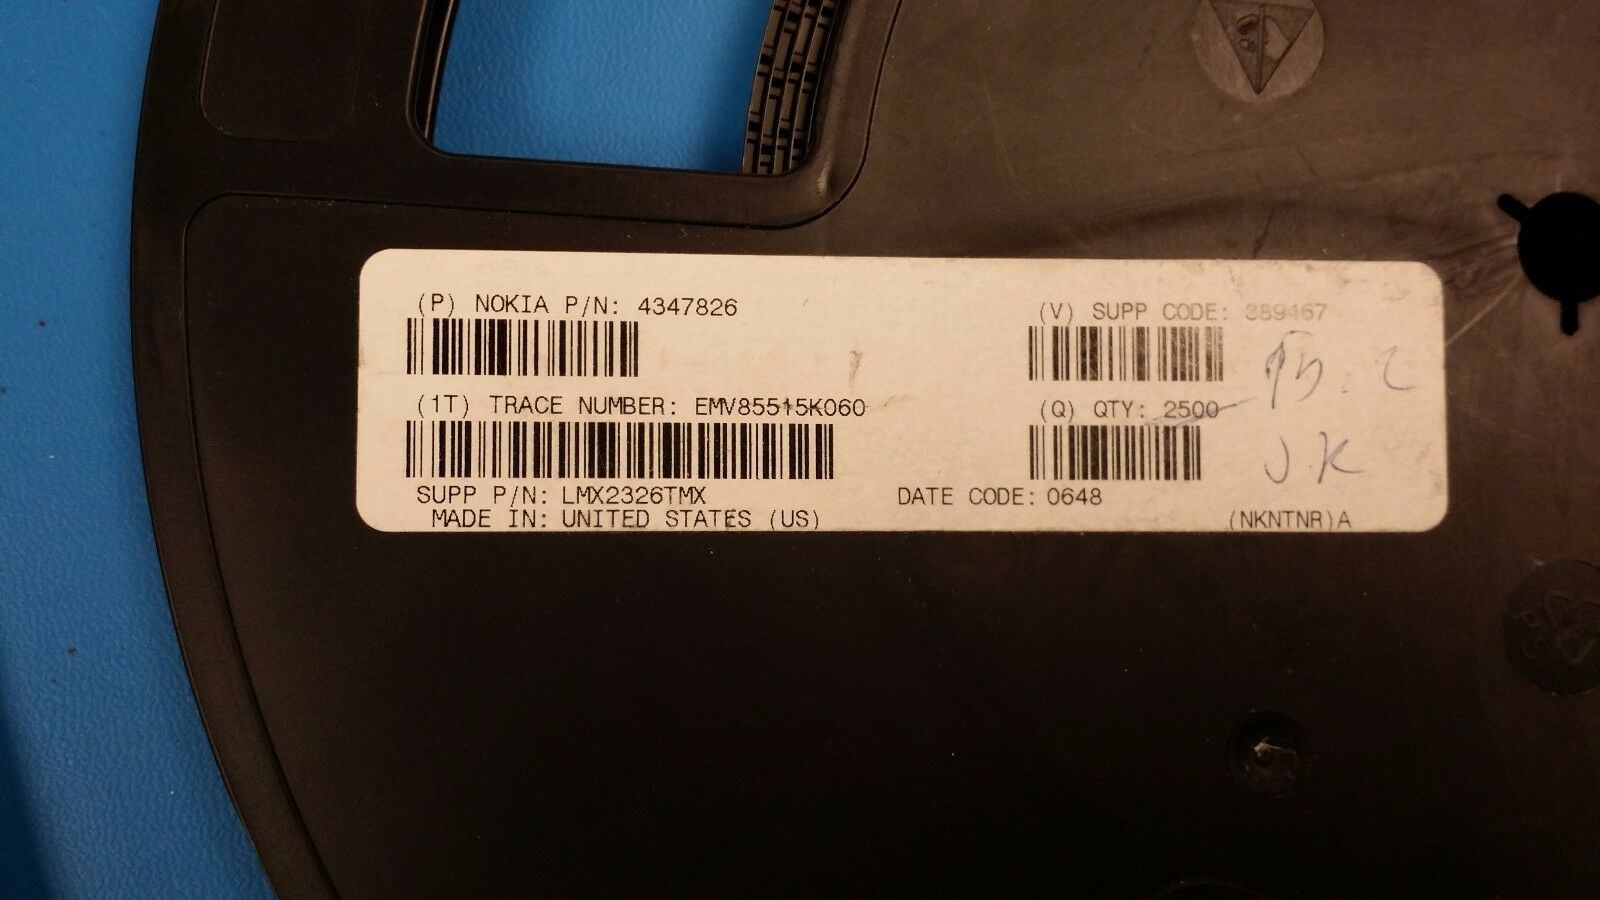 (P) NOKIA P/N: 4347826
(V) SUPP CODE: 389467
(1T) TRACE NUMBER: EMV85515K060
(Q) QTY: 2500
J.K
SUPP P/N: LMX2326TMX
DATE CODE: 0648
MADE IN: UNITED STATES (US)
(NKNTNR)A